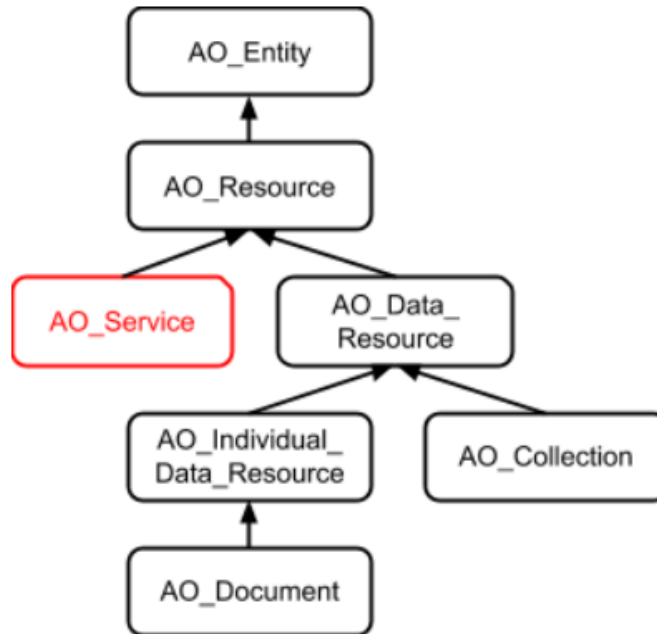 AO_Entity
AO_Resource
AO_Service
AO_Data_
Resource
AO_Individual_
Data_Resource
AO_Collection
AO_Document